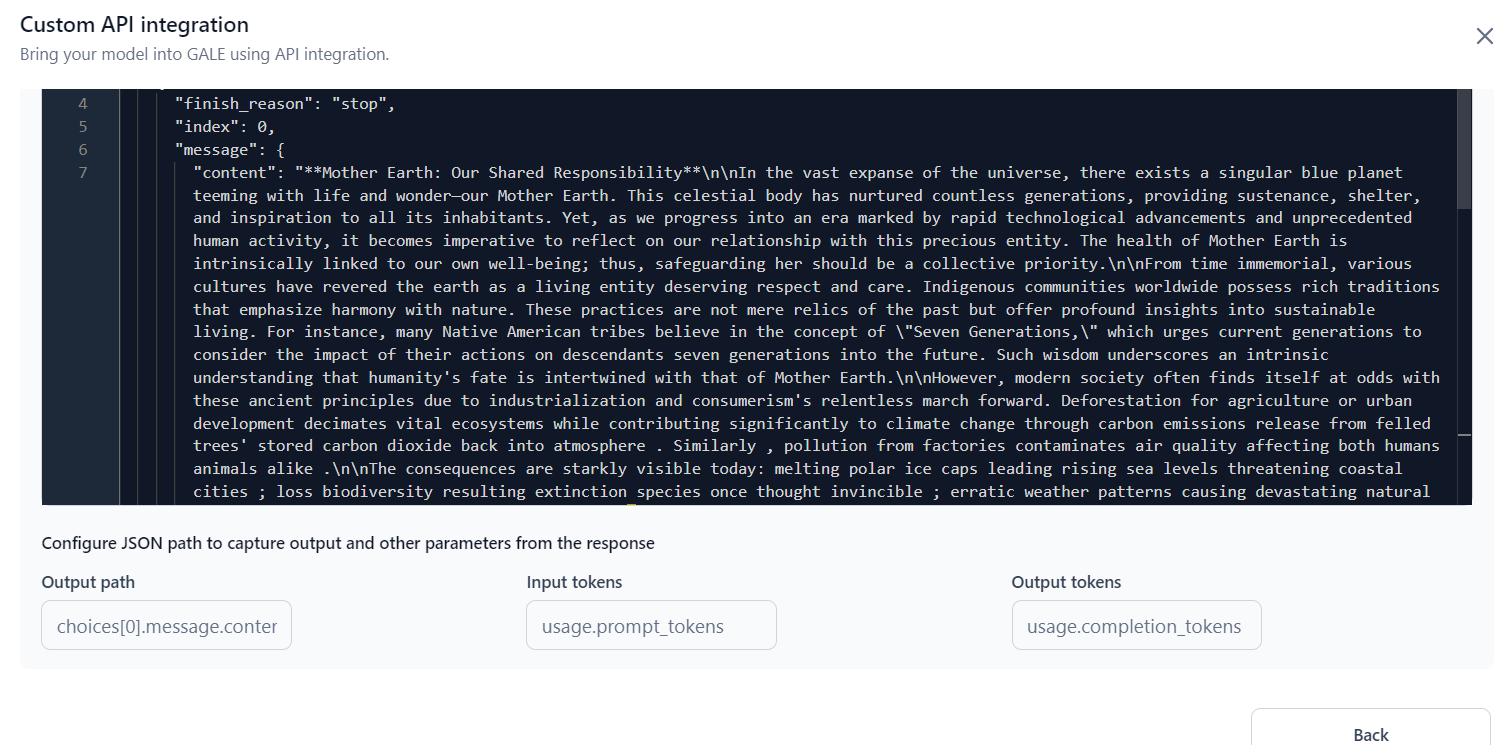 Custom API integration
Bring your model into GALE using API integration.
4 "finish_reason": "stop",
5 "index": 0,
6 "message": {
7 "content": "**Mother Earth: Our Shared Responsibility**\n\nIn the vast expanse of the universe, there exists a singular blue planet
teeming with life and wonder—our Mother Earth. This celestial body has nurtured countless generations, providing sustenance, shelter,
and inspiration to all its inhabitants. Yet, as we progress into an era marked by rapid technological advancements and unprecedented
human activity, it becomes imperative to reflect on our relationship with this precious entity. The health of Mother Earth is
intrinsically linked to our own well-being; thus, safeguarding her should be a collective priority.\n\nFrom time immemorial, various
cultures have revered the earth as a living entity deserving respect and care. Indigenous communities worldwide possess rich traditions
that emphasize harmony with nature. These practices are not mere relics of the past but offer profound insights into sustainable
living. For instance, many Native American tribes believe in the concept of \"Seven Generations,\" which urges current generations to
consider the impact of their actions on descendants seven generations into the future. Such wisdom underscores an intrinsic
understanding that humanity's fate is intertwined with that of Mother Earth.\n\nHowever, modern society often finds itself at odds with
these ancient principles due to industrialization and consumerism's relentless march forward. Deforestation for agriculture or urban
development decimates vital ecosystems while contributing significantly to climate change through carbon emissions release from felled
trees' stored carbon dioxide back into atmosphere . Similarly , pollution from factories contaminates air quality affecting both humans
animals alike .\n\nThe consequences are starkly visible today: melting polar ice caps leading rising sea levels threatening coastal
cities ; loss biodiversity resulting extinction species once thought invincible ; erratic weather patterns causing devastating natural
Configure JSON path to capture output and other parameters from the response
Output path Input tokens Output tokens
choices[0].message.conter usage.prompt_tokens usage.completion_tokens
Back